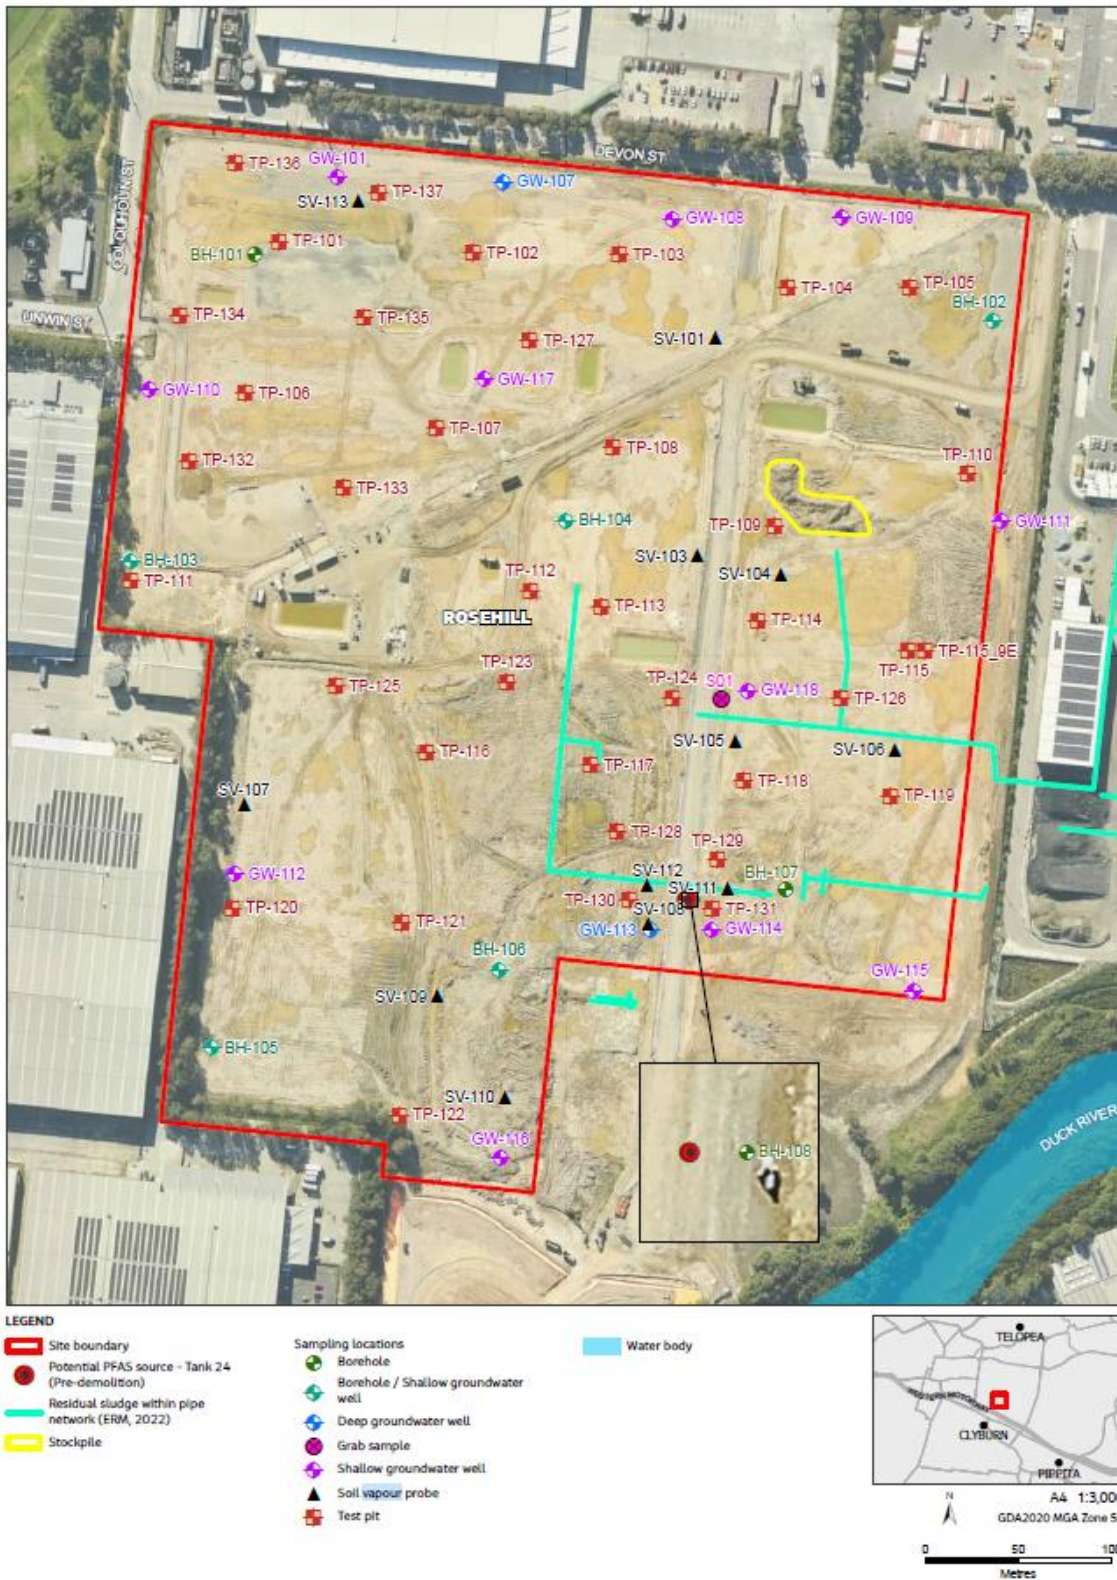 DEVON ST
COLQUHOUN ST
UNWIN ST
TP-136
GW-101
SV-113
TP-137
GW-107
GW-108
GW-109
BH-101
TP-101
TP-102
TP-103
TP-104
TP-105
BH-102
TP-134
TP-135
TP-127
SV-101
GW-110
TP-106
GW-117
TP-107
TP-108
TP-110
TP-132
TP-133
BH-104
TP-109
GW-111
BH-103
TP-111
SV-103
SV-104
TP-112
TP-113
ROSEHILL
TP-114
TP-115
TP-115_9E
TP-123
TP-125
TP-124
S01
GW-118
TP-126
TP-116
SV-105
SV-106
TP-117
TP-118
TP-119
SV-107
TP-128
TP-129
GW-112
SV-112
SV-111
BH-107
TP-120
TP-121
TP-130
SV-108
TP-131
GW-113
GW-114
BH-106
GW-115
SV-109
BH-105
SV-110
TP-122
GW-116
BH-108
DUCK RIVER
LEGEND
Site boundary
Potential PFAS source - Tank 24
(Pre-demolition)
Residual sludge within pipe
network (ERM, 2022)
Stockpile
Sampling locations
Borehole
Borehole / Shallow groundwater
well
Deep groundwater well
Grab sample
Shallow groundwater well
Soil vapour probe
Test pit
Water body
TELOPEA
WESTERN MOTORWAY
CLYBURN
PIPPITA
N
A4 1:3,00
GDA2020 MGA Zone 5
0 50 100
Metres